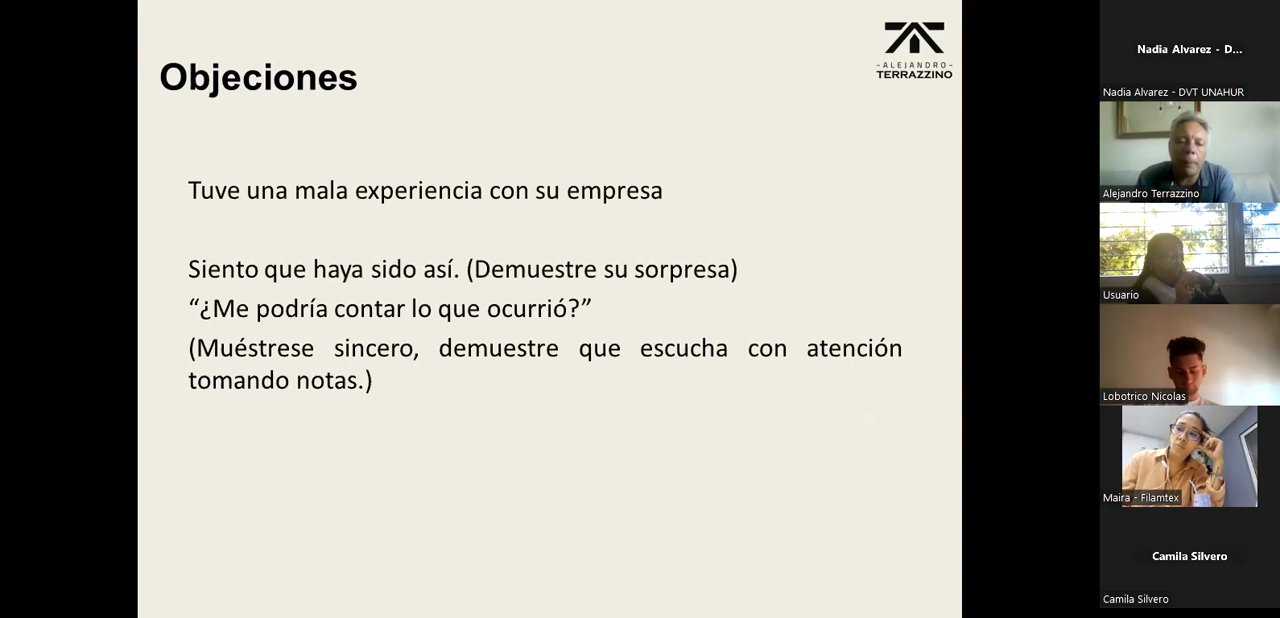 Objeciones
-ALEJANDRO-
TERRAZZINO
Tuve una mala experiencia con su empresa
Siento que haya sido así. (Demuestre su sorpresa)
“¿Me podría contar lo que ocurrió?”
(Muéstrese sincero, demuestre que escucha con atención
tomando notas.)
Nadia Alvarez - D...
Nadia Alvarez - DVT UNAHUR
Alejandro Terrazzino
Usuario
Lobotrico Nicolas
Maira - Filamtex
Camila Silvero
Camila Silvero